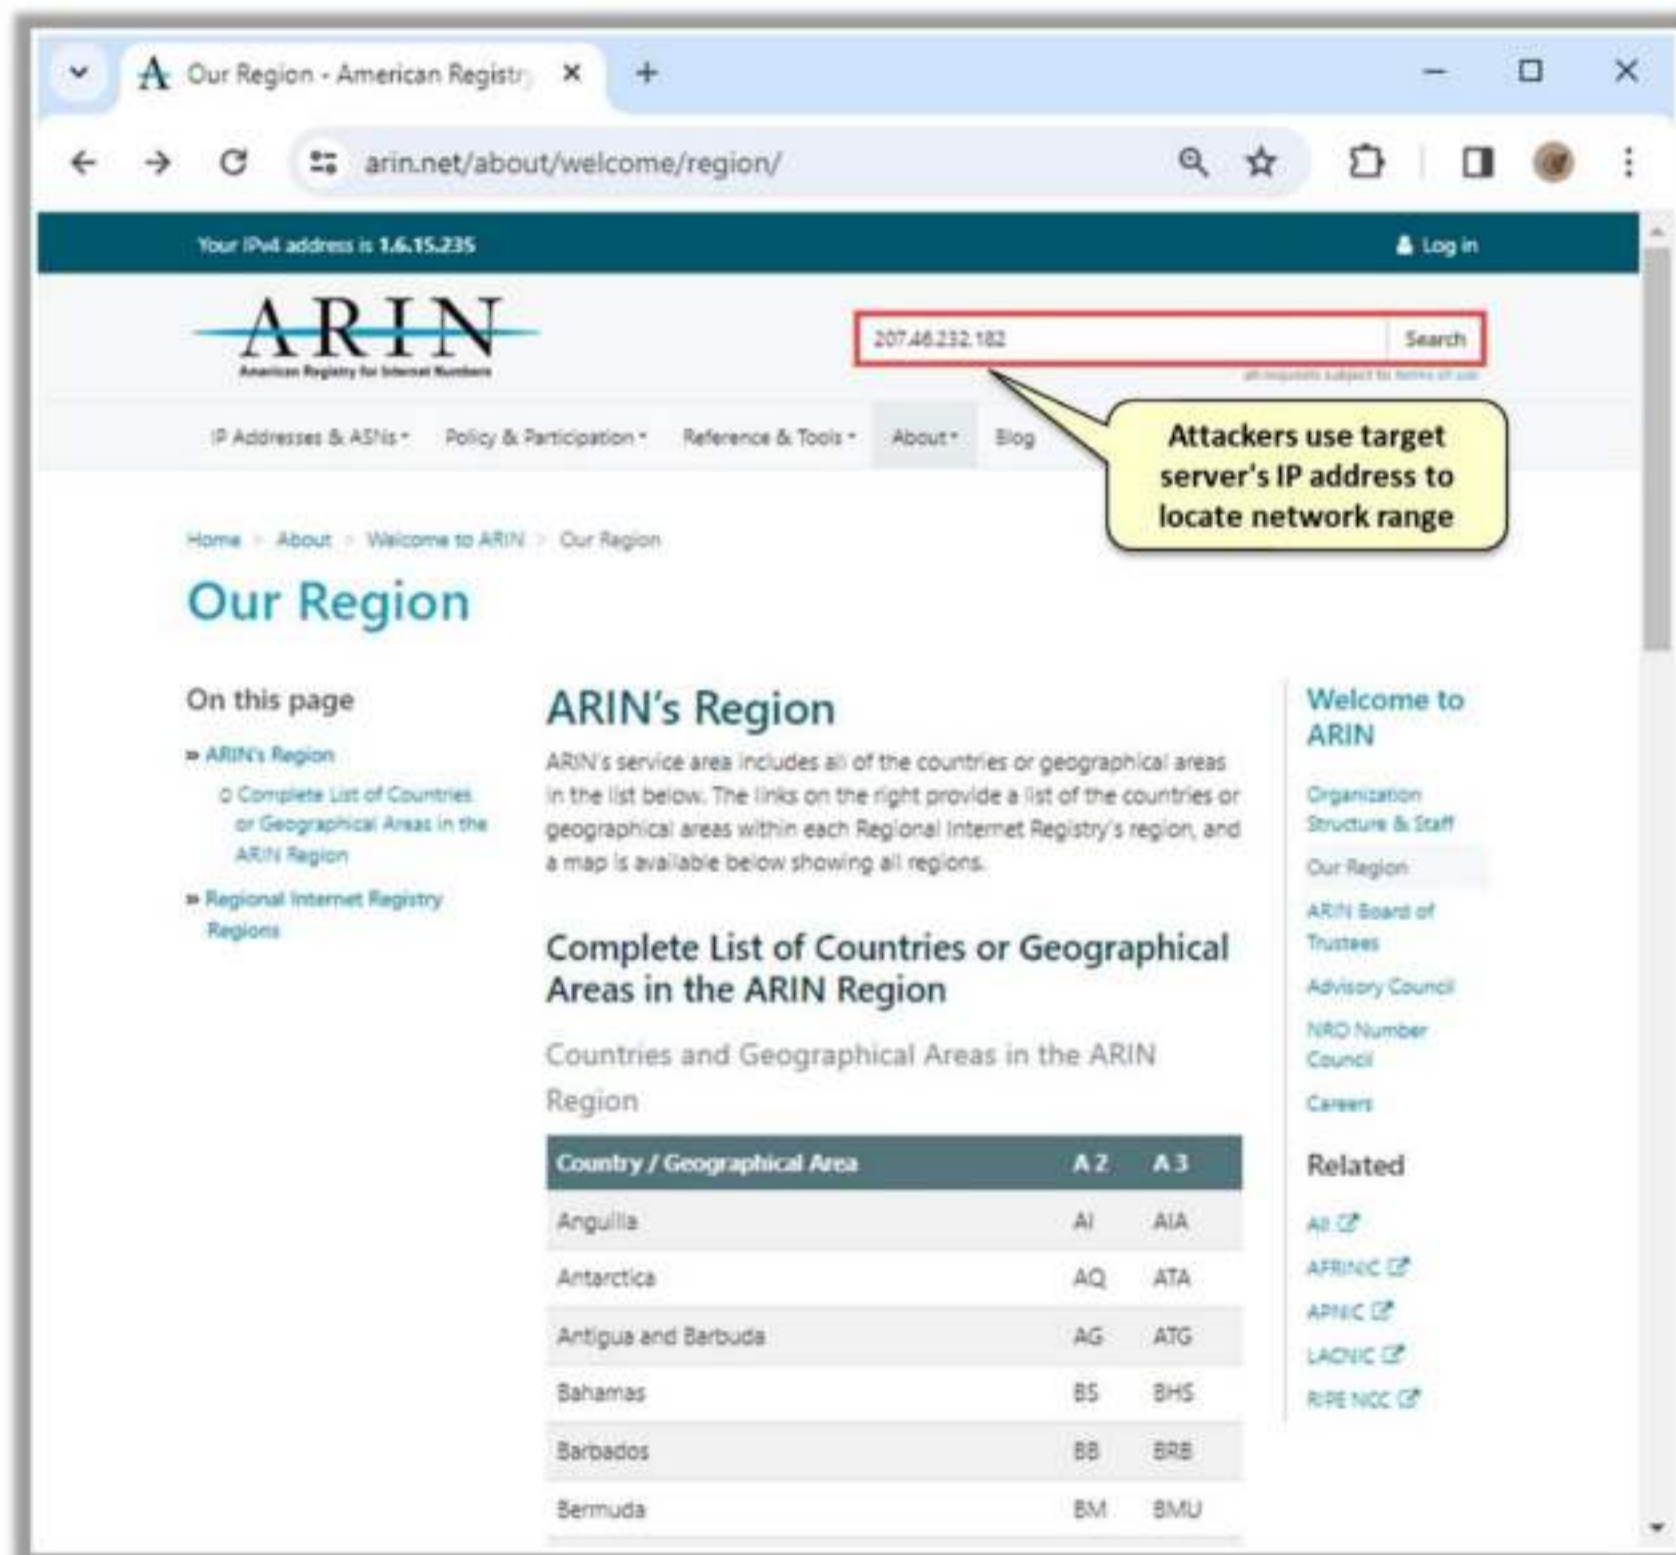 Our Region - American Registr
arin.net/about/welcome/region/
Your IPv4 address is 1.6.15.235
Log in
ARIN
American Registry for Internet Numbers
207.46.232.182
Search
all requests subject to terms of use
IP Addresses & ASNs
Policy & Participation
Reference & Tools
About
Blog
Attackers use target
server's IP address to
locate network range
Home > About > Welcome to ARIN > Our Region
Our Region
On this page
» ARIN's Region
Complete List of Countries
or Geographical Areas in the
ARIN Region
» Regional Internet Registry
Regions
ARIN's Region
ARIN's service area includes all of the countries or geographical areas
in the list below. The links on the right provide a list of the countries or
geographical areas within each Regional Internet Registry's region, and
a map is available below showing all regions.
Complete List of Countries or Geographical
Areas in the ARIN Region
Countries and Geographical Areas in the ARIN
Region
Country / Geographical Area A 2 A 3
Anguilla AI AIA
Antarctica AQ ATA
Antigua and Barbuda AG ATG
Bahamas BS BHS
Barbados BB BRB
Bermuda BM BMU
Welcome to
ARIN
Organization
Structure & Staff
Our Region
ARIN Board of
Trustees
Advisory Council
NRO Number
Council
Careers
Related
All
AFRINIC
APNIC
LACNIC
RIPE NCC